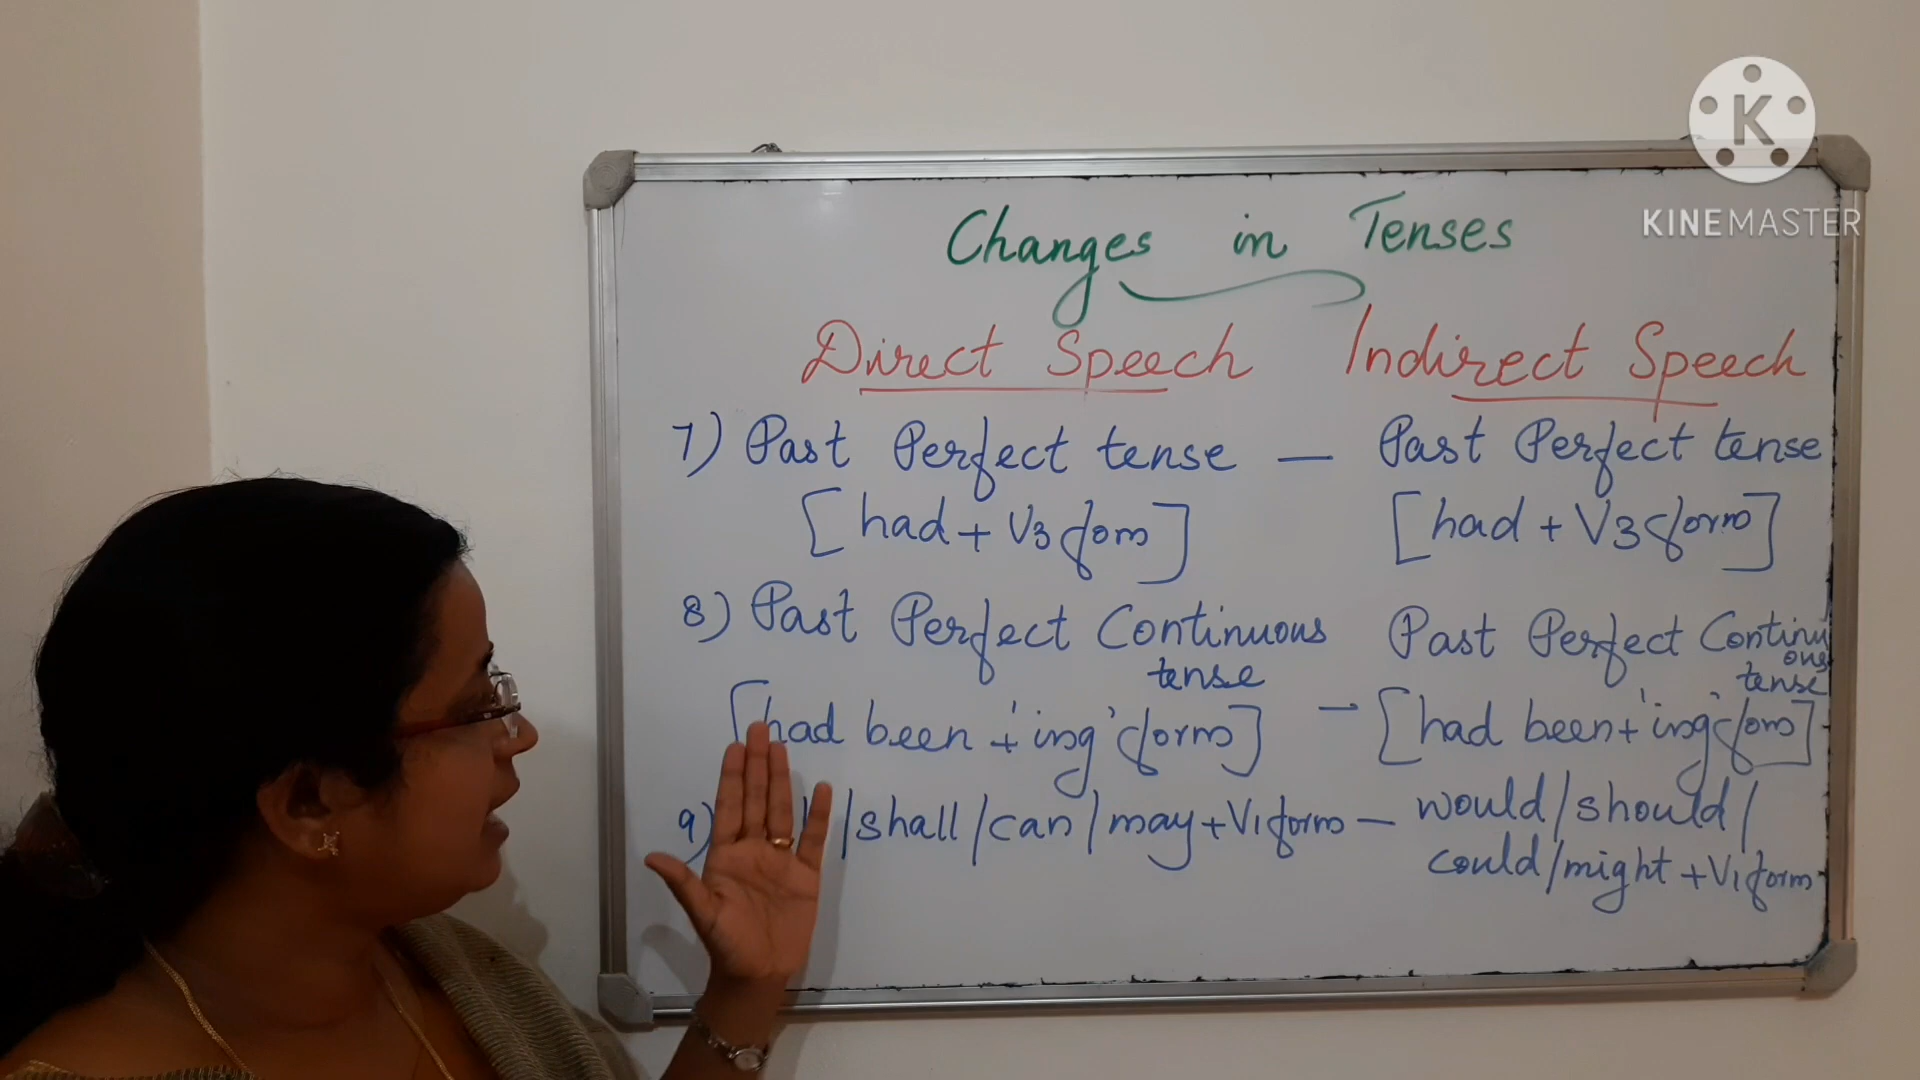 K
KINEMASTER
Changes in Tenses
Direct Speech Indirect Speech
7) Past Perfect tense — Past Perfect tense
[had + V3 form] [had + V3 form]
8) Past Perfect Continuous tense Past Perfect Continuous tense
[had been + 'ing' form] — [had been + 'ing' form]
9) /shall/can/may + V1 form — would/should/
could/might + V1 form